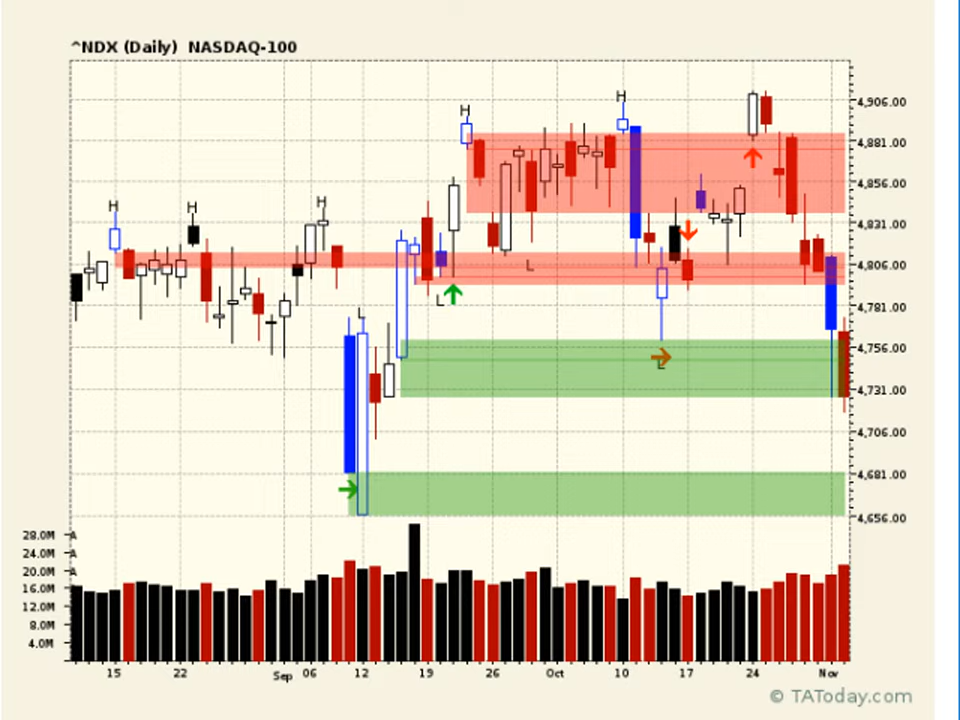 ^NDX (Daily) NASDAQ-100
H
H
4,906.00
4,881.00
4,856.00
H
H
H
4,831.00
4,806.00
L
L
4,781.00
L
4,756.00
L
4,731.00
4,706.00
4,681.00
4,656.00
28.0M A
24.0M A
20.0M A
16.0M
12.0M
8.0M
4.0M
15 22 Sep 06 12 19 26 Oct 10 17 24 Nov
© TAToday.com